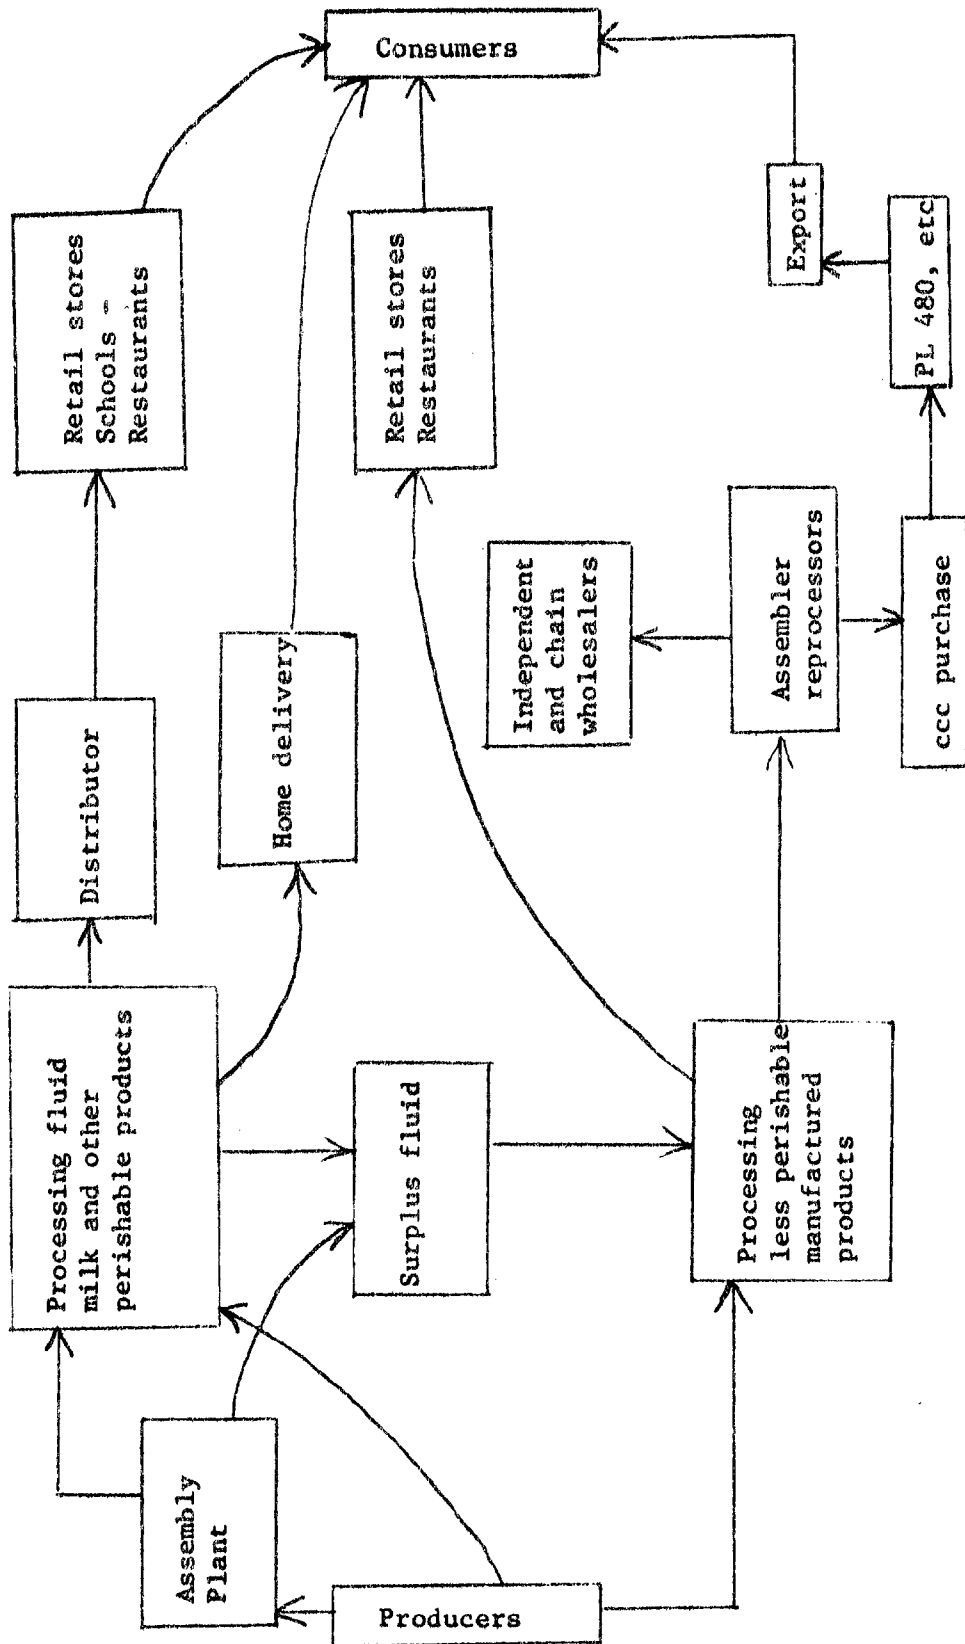 Consumers
Retail stores
Schools -
Restaurants
Retail stores
Restaurants
Export
PL 480, etc
Distributor
Home delivery
Independent
and chain
wholesalers
Assembler
reprocessors
ccc purchase
Processing fluid
milk and other
perishable products
Surplus fluid
Processing
less perishable
manufactured
products
Assembly
Plant
Producers